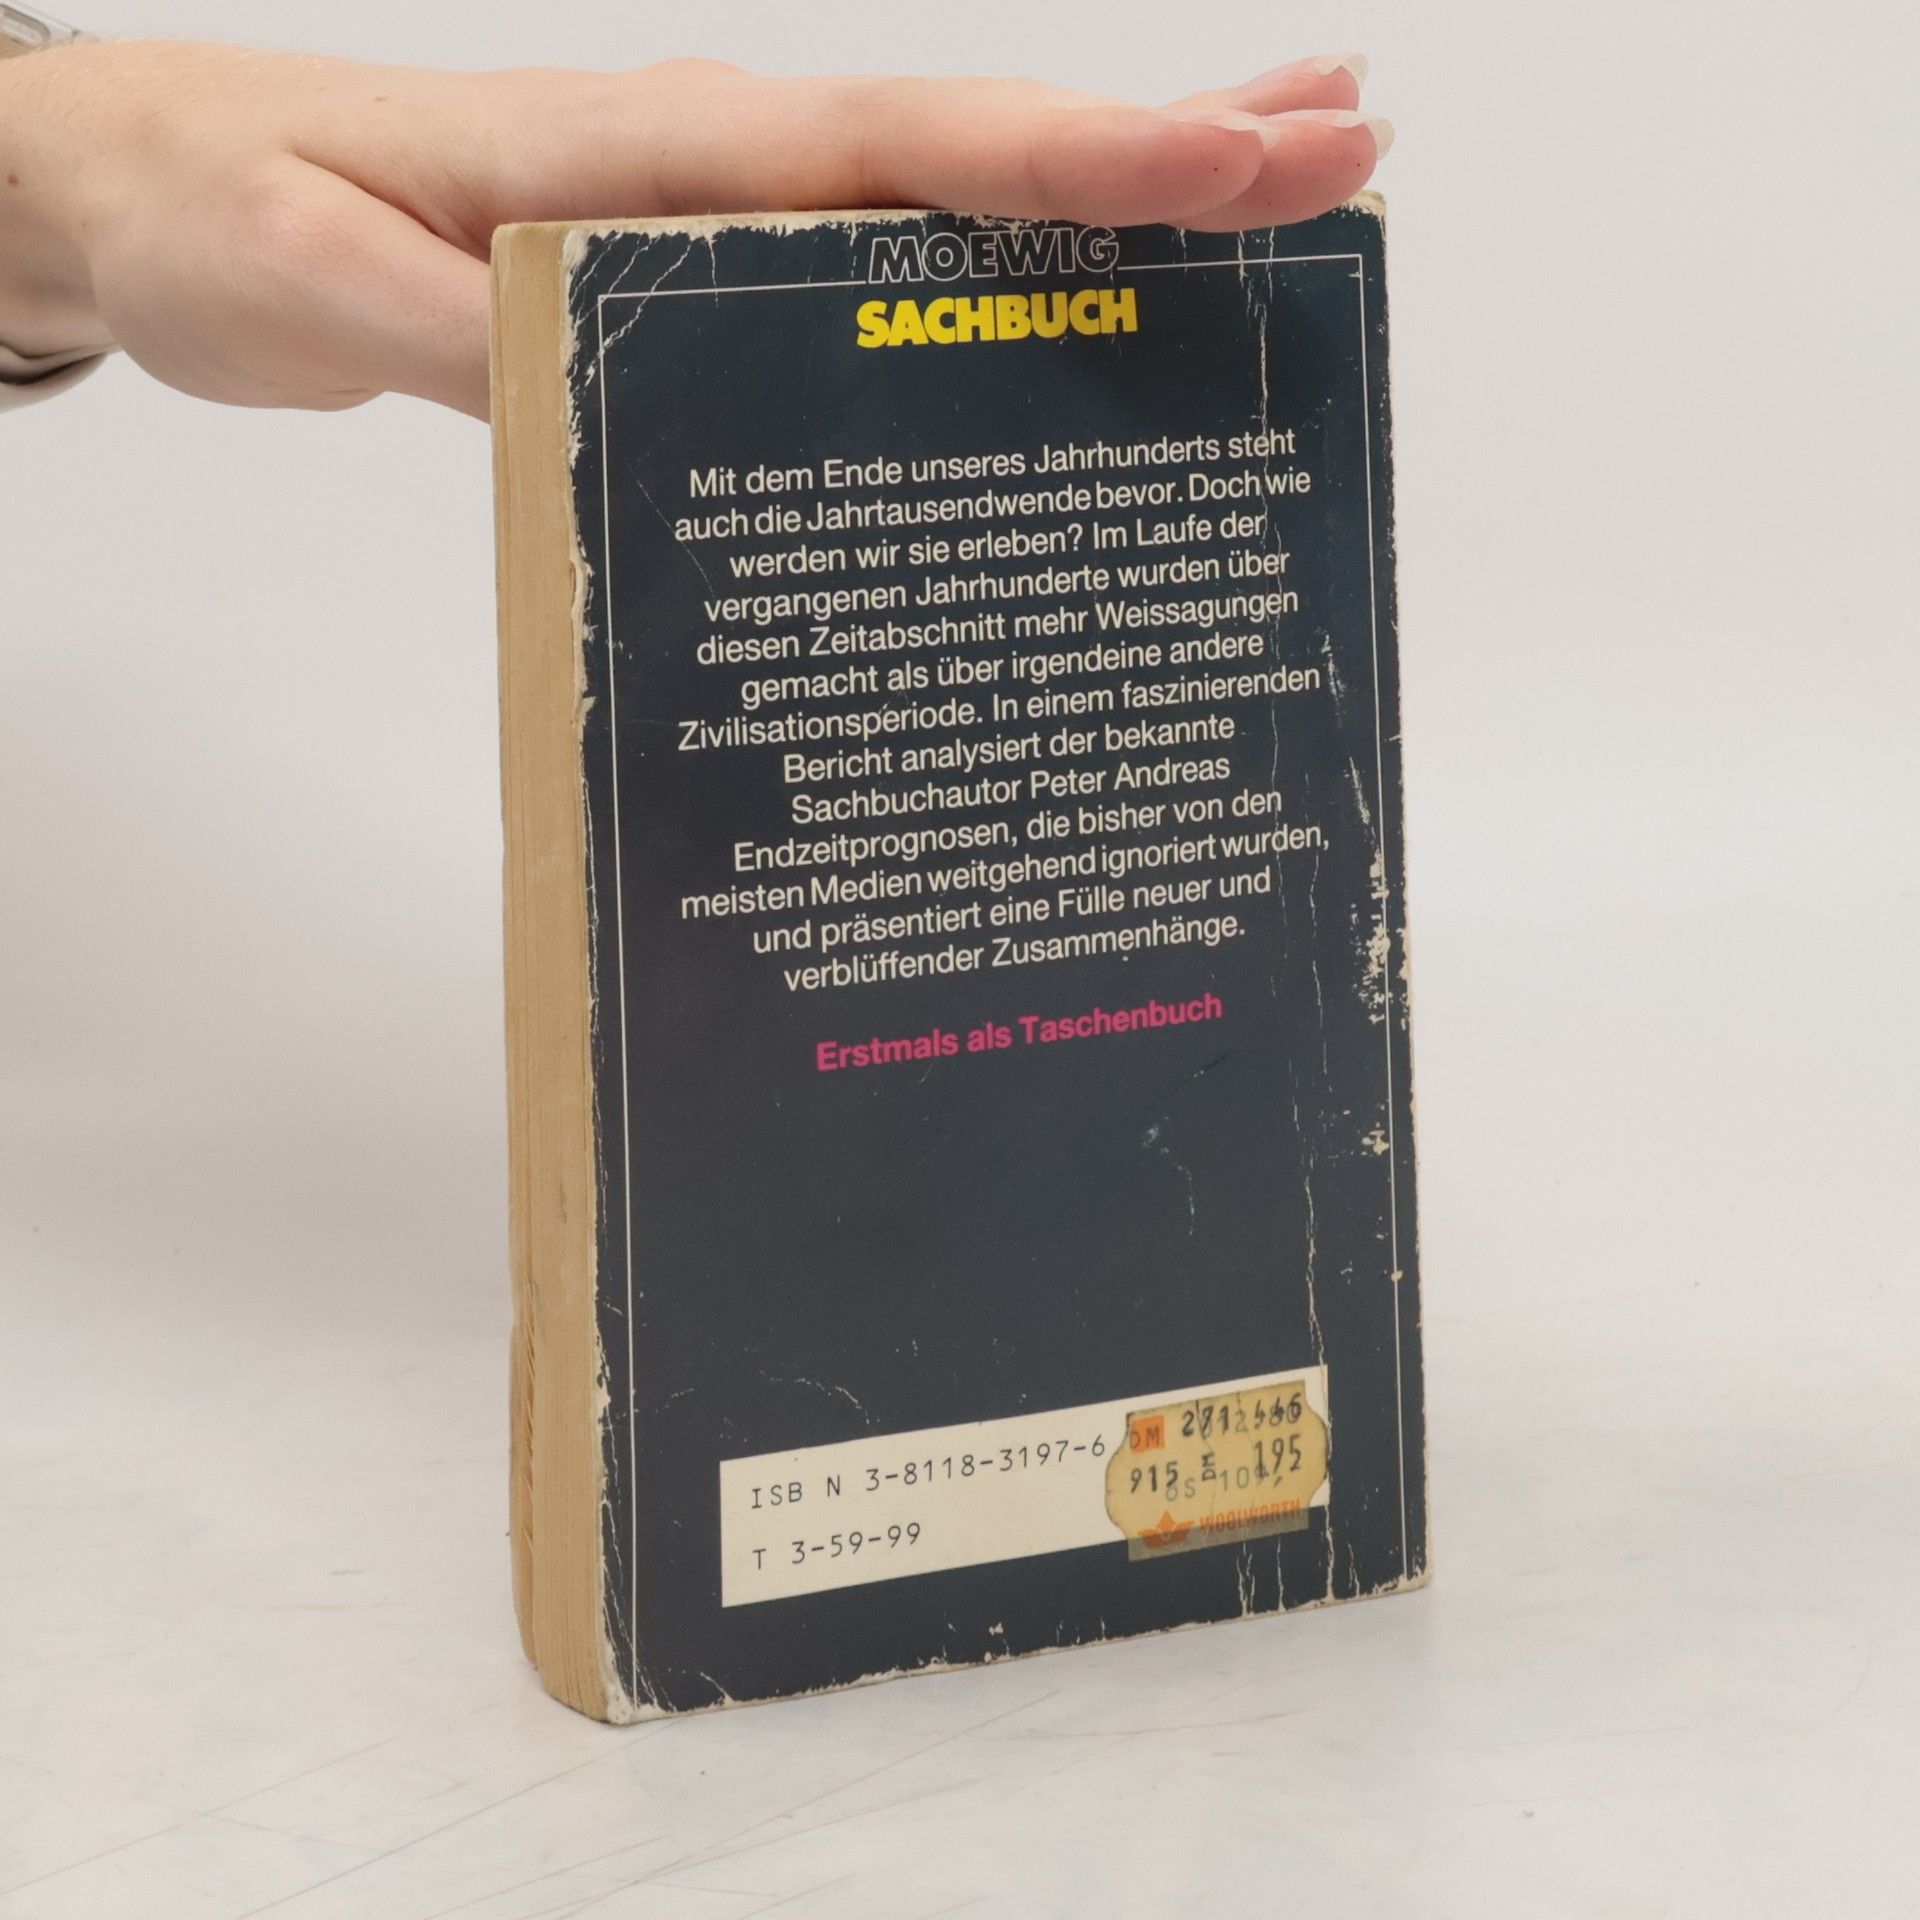 MOEWIG
SACHBUCH
Mit dem Ende unseres Jahrhunderts steht
auch die Jahrtausendwende bevor. Doch wie
werden wir sie erleben? Im Laufe der
vergangenen Jahrhunderte wurden über
diesen Zeitabschnitt mehr Weissagungen
gemacht als über irgendeine andere
Zivilisationsperiode. In einem faszinierenden
Bericht analysiert der bekannte
Sachbuchautor Peter Andreas
Endzeitprognosen, die bisher von den
meisten Medien weitgehend ignoriert wurden,
und präsentiert eine Fülle neuer und
verblüffender Zusammenhänge.
Erstmals als Taschenbuch
ISB N 3-8118-3197-6
T 3-59-99
DM
915 DM 195
WOOLWORTH